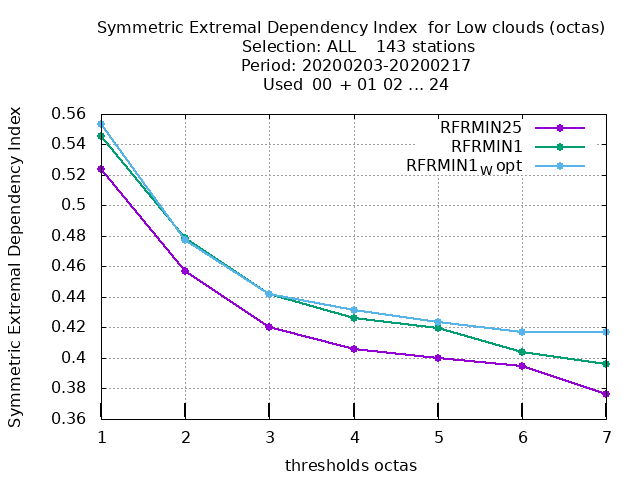 Symmetric Extremal Dependency Index  for Low clouds (octas)
Selection: ALL    143 stations
Period: 20200203-20200217
Used  00  + 01 02 ... 24
Symmetric Extremal Dependency Index
0.56
0.54
0.52
0.5
0.48
0.46
0.44
0.42
0.4
0.38
0.36
RFRMIN25
RFRMIN1
RFRMIN1W opt
1 2 3 4 5 6 7
thresholds octas